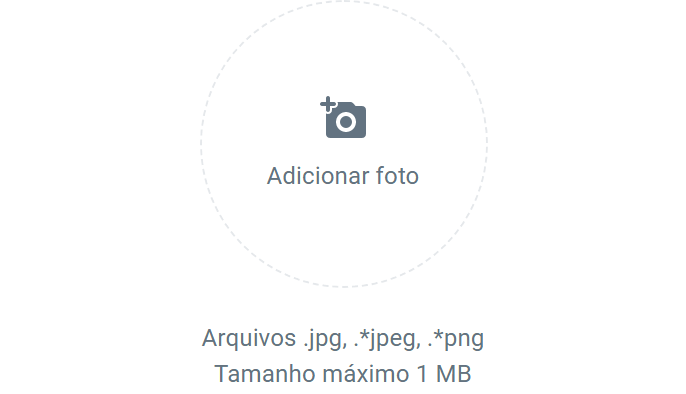 Adicionar foto
Arquivos .jpg, .*jpeg, .*png
Tamanho máximo 1 MB